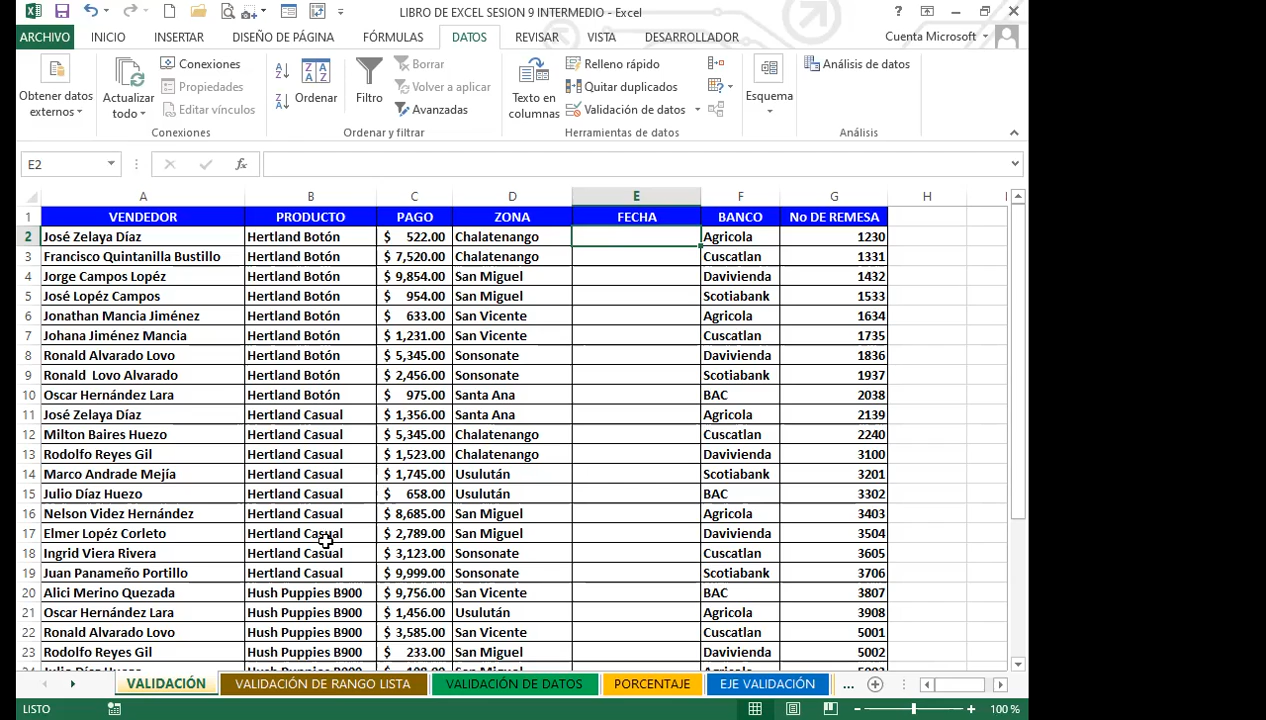 LIBRO DE EXCEL SESION 9 INTERMEDIO - Excel
ARCHIVO INICIO INSERTAR DISEÑO DE PÁGINA FÓRMULAS DATOS REVISAR VISTA DESARROLLADOR Cuenta Microsoft
Obtener datos externos
Actualizar todo
Conexiones
Propiedades
Editar vínculos
Conexiones
Ordenar
Filtro
Borrar
Volver a aplicar
Avanzadas
Ordenar y filtrar
Texto en columnas
Relleno rápido
Quitar duplicados
Validación de datos
Herramientas de datos
Esquema
Análisis de datos
Análisis
E2
A B C D E F G H I
1 VENDEDOR PRODUCTO PAGO ZONA FECHA BANCO No DE REMESA
2 José Zelaya Díaz Hertland Botón $ 522.00 Chalatenango Agricola 1230
3 Francisco Quintanilla Bustillo Hertland Botón $ 7,520.00 Chalatenango Cuscatlan 1331
4 Jorge Campos Lopéz Hertland Botón $ 9,854.00 San Miguel Davivienda 1432
5 José Lopéz Campos Hertland Botón $ 954.00 San Miguel Scotiabank 1533
6 Jonathan Mancia Jiménez Hertland Botón $ 633.00 San Vicente Agricola 1634
7 Johana Jiménez Mancia Hertland Botón $ 1,231.00 San Vicente Cuscatlan 1735
8 Ronald Alvarado Lovo Hertland Botón $ 5,345.00 Sonsonate Davivienda 1836
9 Ronald Lovo Alvarado Hertland Botón $ 2,456.00 Sonsonate Scotiabank 1937
10 Oscar Hernández Lara Hertland Botón $ 975.00 Santa Ana BAC 2038
11 José Zelaya Díaz Hertland Casual $ 1,356.00 Santa Ana Agricola 2139
12 Milton Baires Huezo Hertland Casual $ 5,345.00 Chalatenango Cuscatlan 2240
13 Rodolfo Reyes Gil Hertland Casual $ 1,523.00 Chalatenango Davivienda 3100
14 Marco Andrade Mejía Hertland Casual $ 1,745.00 Usulután Scotiabank 3201
15 Julio Díaz Huezo Hertland Casual $ 658.00 Usulután BAC 3302
16 Nelson Videz Hernández Hertland Casual $ 8,685.00 San Miguel Agricola 3403
17 Elmer Lopéz Corleto Hertland Casual $ 2,789.00 San Miguel Davivienda 3504
18 Ingrid Viera Rivera Hertland Casual $ 3,123.00 Sonsonate Cuscatlan 3605
19 Juan Panameño Portillo Hertland Casual $ 9,999.00 Sonsonate Scotiabank 3706
20 Alici Merino Quezada Hush Puppies B900 $ 9,756.00 San Vicente BAC 3807
21 Oscar Hernández Lara Hush Puppies B900 $ 1,456.00 Usulután Agricola 3908
22 Ronald Alvarado Lovo Hush Puppies B900 $ 3,585.00 San Vicente Cuscatlan 5001
23 Rodolfo Reyes Gil Hush Puppies B900 $ 233.00 San Miguel Davivienda 5002
VALIDACIÓN VALIDACIÓN DE RANGO LISTA VALIDACIÓN DE DATOS PORCENTAJE EJE VALIDACIÓN ...
LISTO 100 %